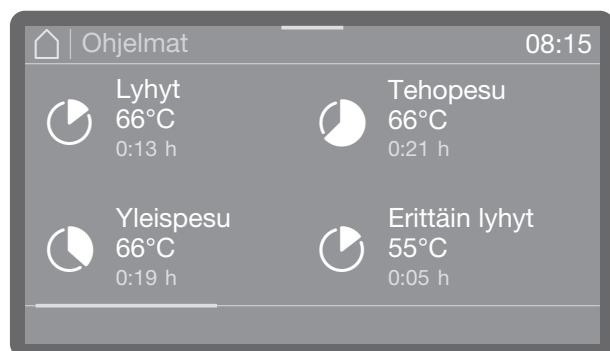 Ohjelmat 08:15
Lyhyt
66°C
0:13 h
Tehopesu
66°C
0:21 h
Yleispesu
66°C
0:19 h
Erittäin lyhyt
55°C
0:05 h